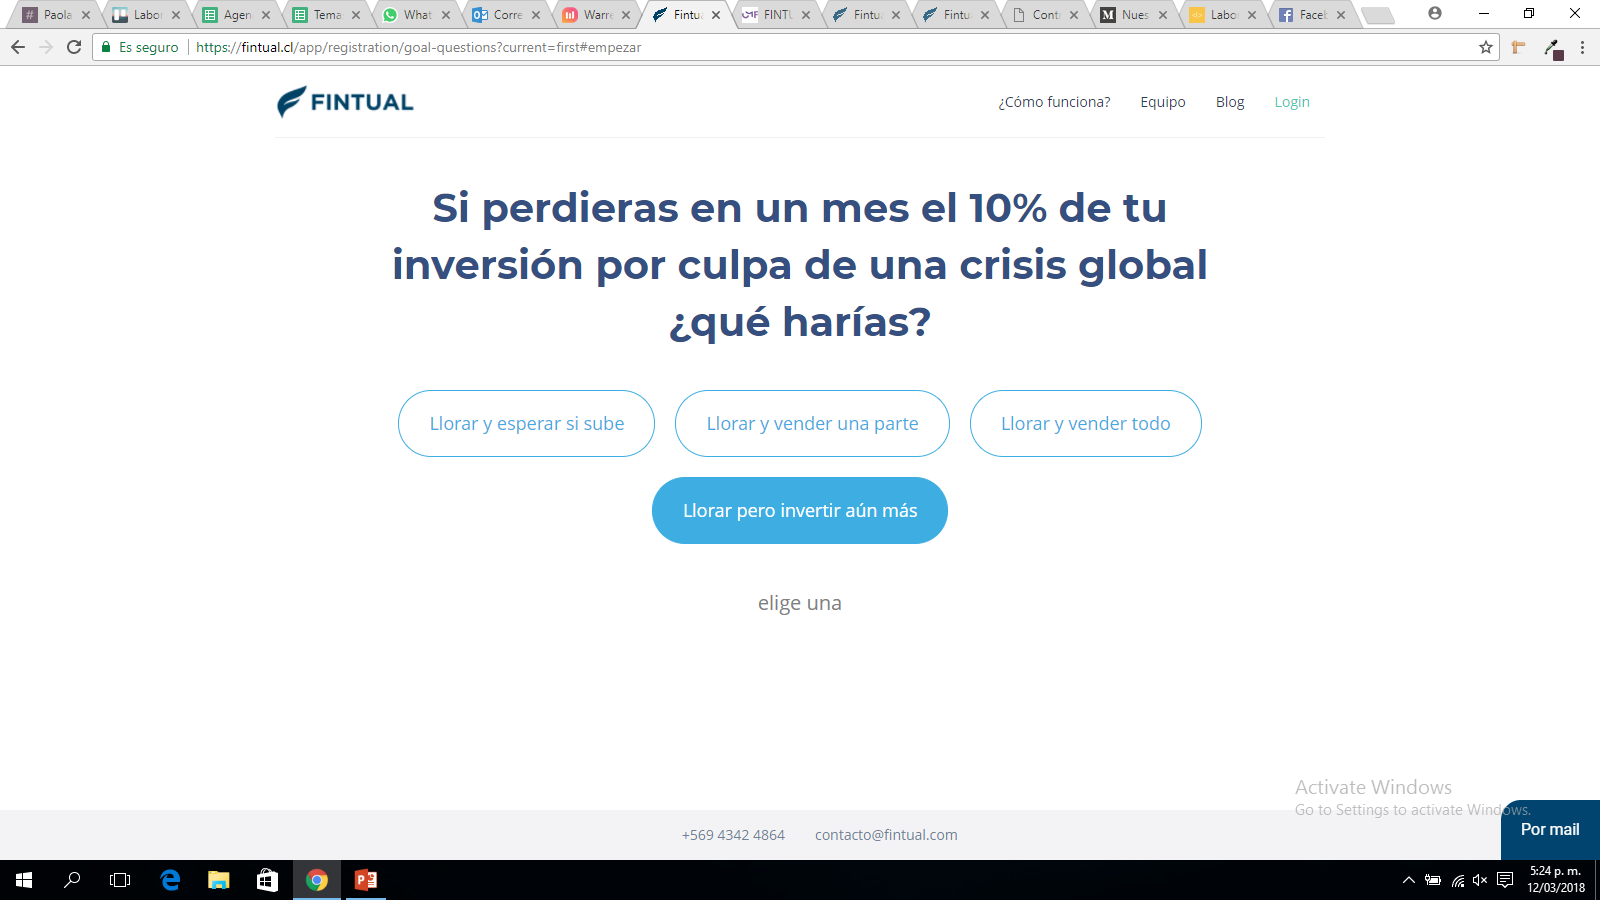 Paola
Labor
Agen
Tema
What
Corre
Warre
Fintua
FINTU
Fintua
Fintua
Cont
Nues
Labor
Faceb
Es seguro
https://fintual.cl/app/registration/goal-questions?current=first#empezar
FINTUAL
¿Cómo funciona?
Equipo
Blog
Login
Si perdieras en un mes el 10% de tu
inversión por culpa de una crisis global
¿qué harías?
Llorar y esperar si sube
Llorar y vender una parte
Llorar y vender todo
Llorar pero invertir aún más
elige una
Activate Windows
Go to Settings to activate Windows.
+569 4342 4864
contacto@fintual.com
Por mail
5:24 p. m.
12/03/2018